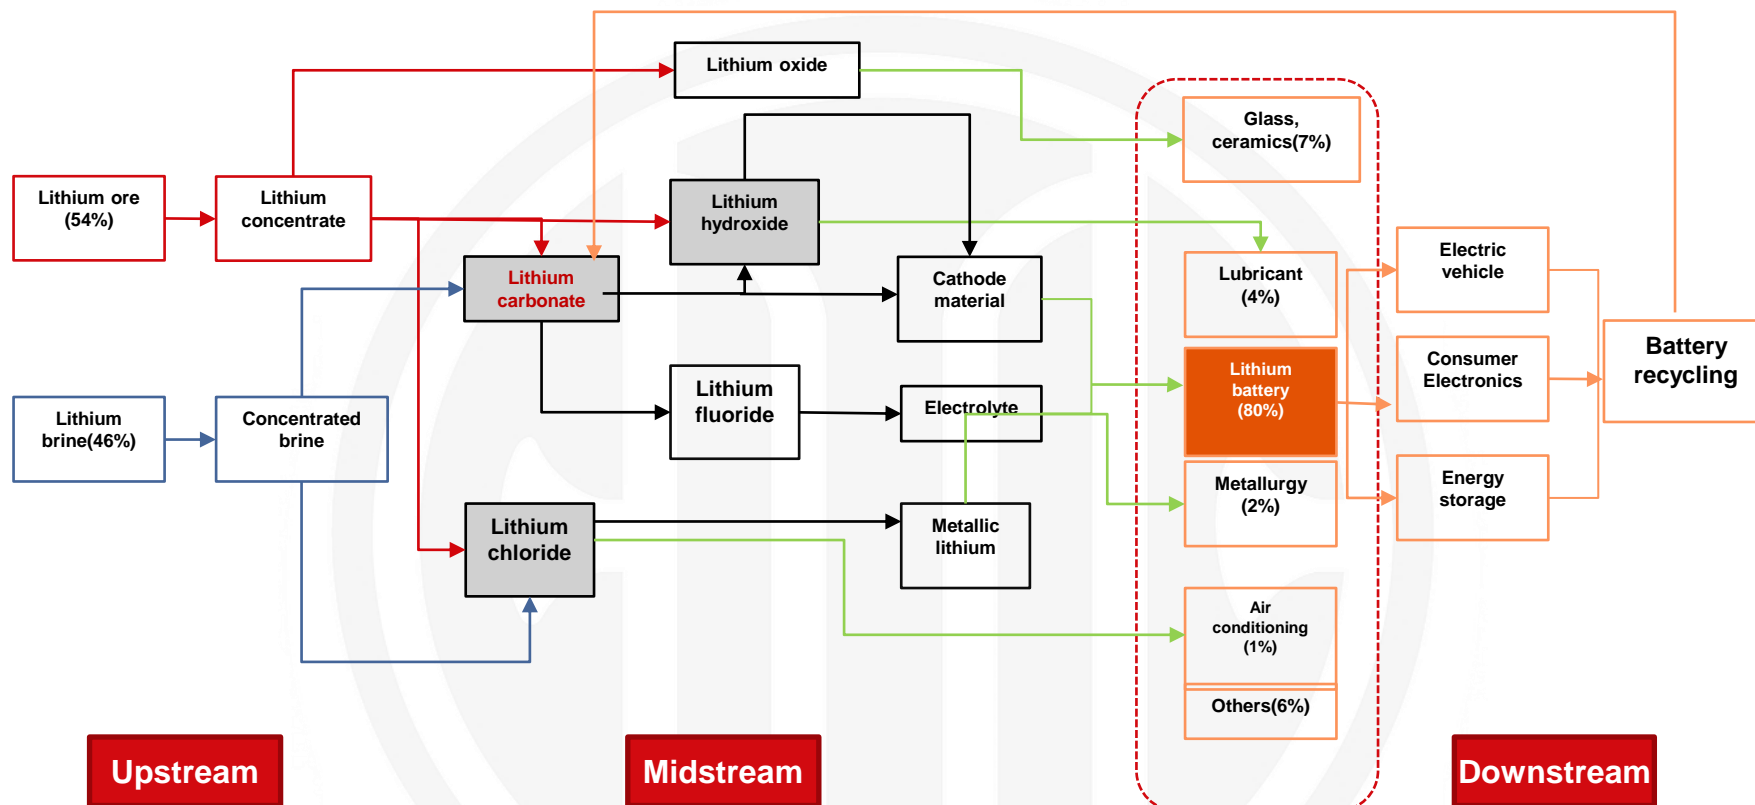 Lithium oxide
Glass,
ceramics(7%)
Lithium ore
(54%)
Lithium
concentrate
Lithium
hydroxide
Lithium
carbonate
Cathode
material
Lubricant
(4%)
Electric
vehicle
Lithium
battery
(80%)
Consumer
Electronics
Battery
recycling
Lithium
brine(46%)
Concentrated
brine
Lithium
fluoride
Electrolyte
Metallurgy
(2%)
Energy
storage
Lithium
chloride
Metallic
lithium
Air
conditioning
(1%)
Others(6%)
Upstream
Midstream
Downstream